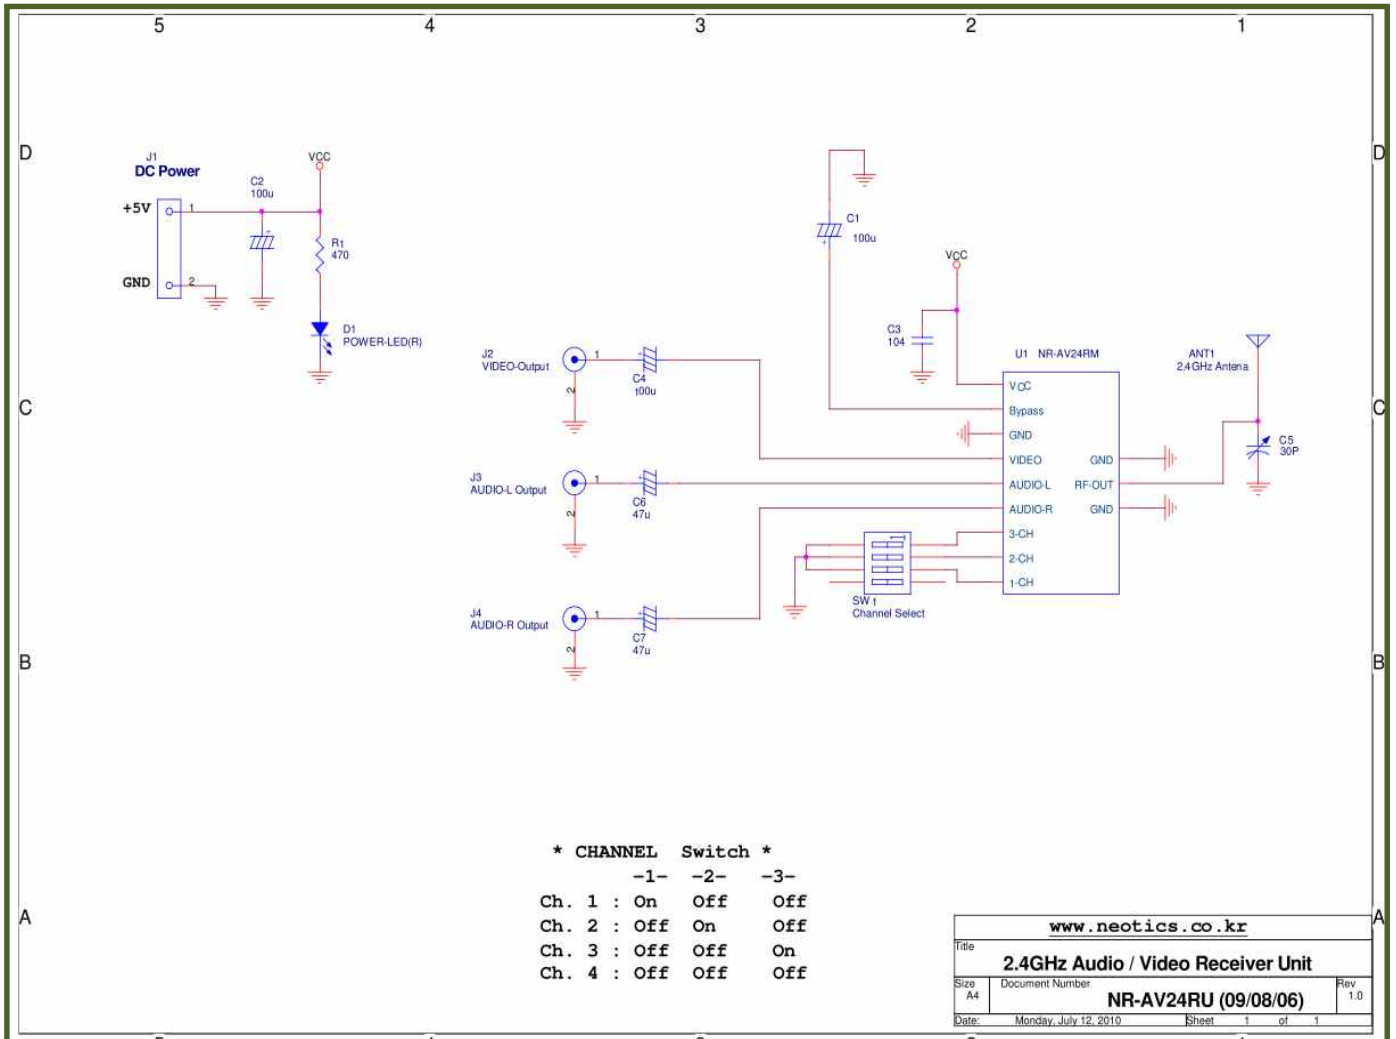 5 4 3 2 1
D D
J1
DC Power
+5V 1
GND 2
C2
100u
VCC
R1
470
D1
POWER-LED(R)
C1
100u
VCC
C3
104
U1 NR-AV24RM
ANT1
2.4GHz Antena
C5
30P
C C
J2
VIDEO-Output
1
2
C4
100u
J3
AUDIO-L Output
1
2
C6
47u
J4
AUDIO-R Output
1
2
C7
47u
VCC
Bypass
GND
VIDEO
AUDIO-L
AUDIO-R
3-CH
2-CH
1-CH
GND
RF-OUT
GND
1
SW1
Channel Select
B B
* CHANNEL Switch *
-1- -2- -3-
Ch. 1 : On Off Off
Ch. 2 : Off On Off
Ch. 3 : Off Off On
Ch. 4 : Off Off Off
A A
www.neotics.co.kr
Title
2.4GHz Audio / Video Receiver Unit
Size Document Number Rev
A4 NR-AV24RU (09/08/06) 1.0
Date: Monday, July 12, 2010 Sheet 1 of 1